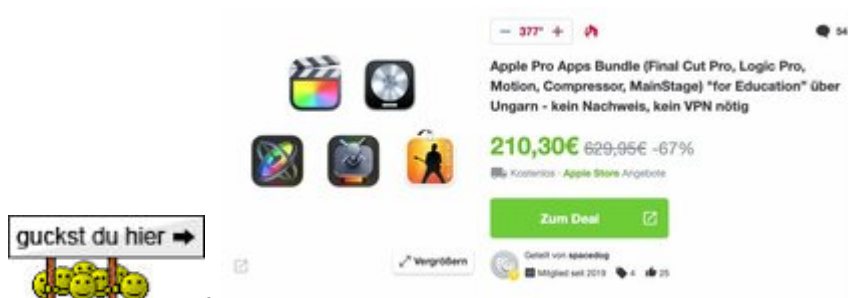 − 377° +
54
Apple Pro Apps Bundle (Final Cut Pro, Logic Pro,
Motion, Compressor, MainStage) "for Education" über
Ungarn - kein Nachweis, kein VPN nötig
210,30€ 629,95€ -67%
Kostenlos · Apple Store Angebote
Zum Deal
guckst du hier ➡
Vergrößern
Geteilt von spacedog
Mitglied seit 2019 4 25